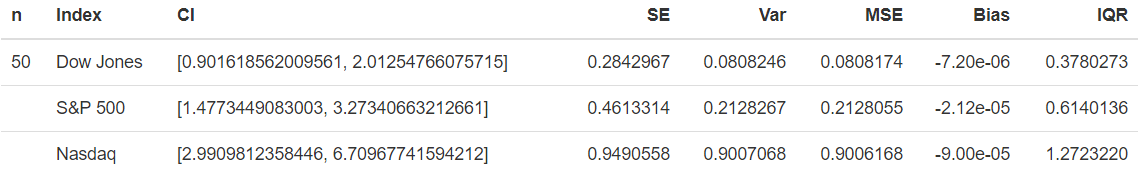 n Index CI SE Var MSE Bias IQR
50 Dow Jones [0.901618562009561, 2.01254766075715] 0.2842967 0.0808246 0.0808174 -7.20e-06 0.3780273
S&P 500 [1.4773449083003, 3.27340663212661] 0.4613314 0.2128267 0.2128055 -2.12e-05 0.6140136
Nasdaq [2.9909812358446, 6.70967741594212] 0.9490558 0.9007068 0.9006168 -9.00e-05 1.2723220